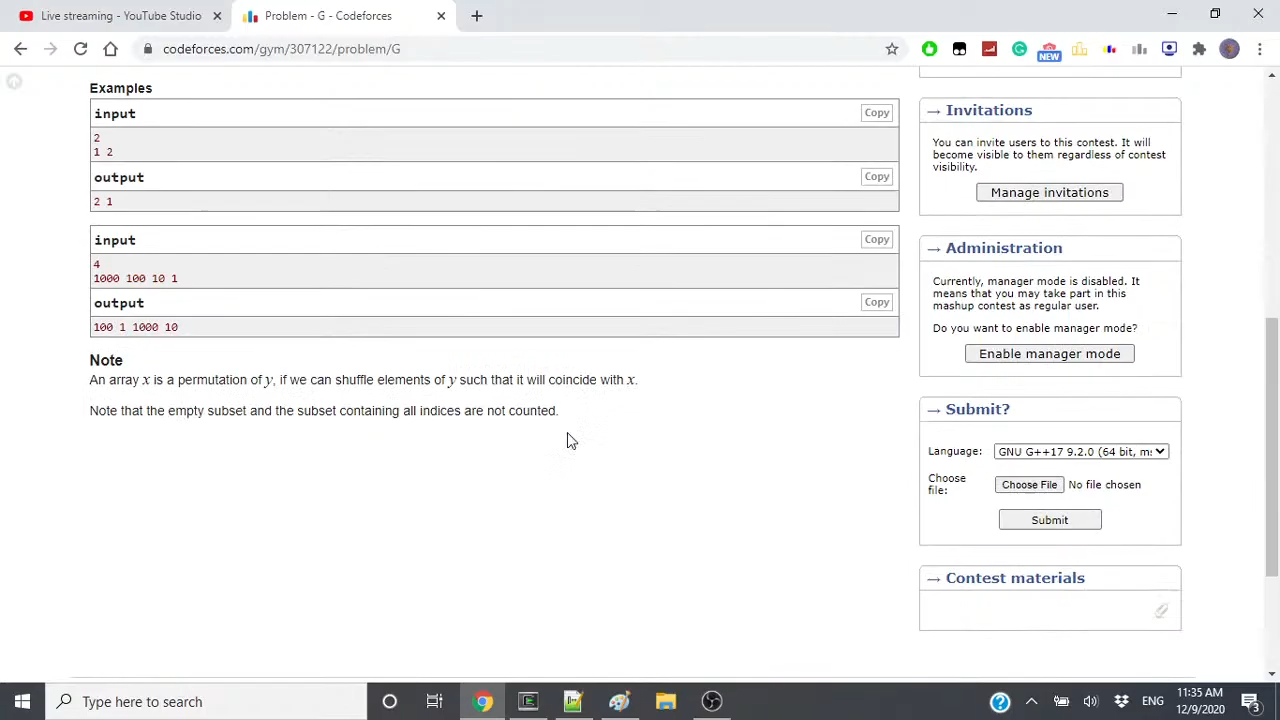 Live streaming - YouTube Studio
Problem - G - Codeforces
codeforces.com/gym/307122/problem/G
NEW
Examples
input
Copy
2
1 2
output
Copy
2 1
input
Copy
4
1000 100 10 1
output
Copy
100 1 1000 10
Note
An array x is a permutation of y, if we can shuffle elements of y such that it will coincide with x.
Note that the empty subset and the subset containing all indices are not counted.
→ Invitations
You can invite users to this contest. It will
become visible to them regardless of contest
visibility.
Manage invitations
→ Administration
Currently, manager mode is disabled. It
means that you may take part in this
mashup contest as regular user.
Do you want to enable manager mode?
Enable manager mode
→ Submit?
Language:
GNU G++17 9.2.0 (64 bit, ms
Choose
file:
Choose File No file chosen
Submit
→ Contest materials
Type here to search
ENG
11:35 AM
12/9/2020
3